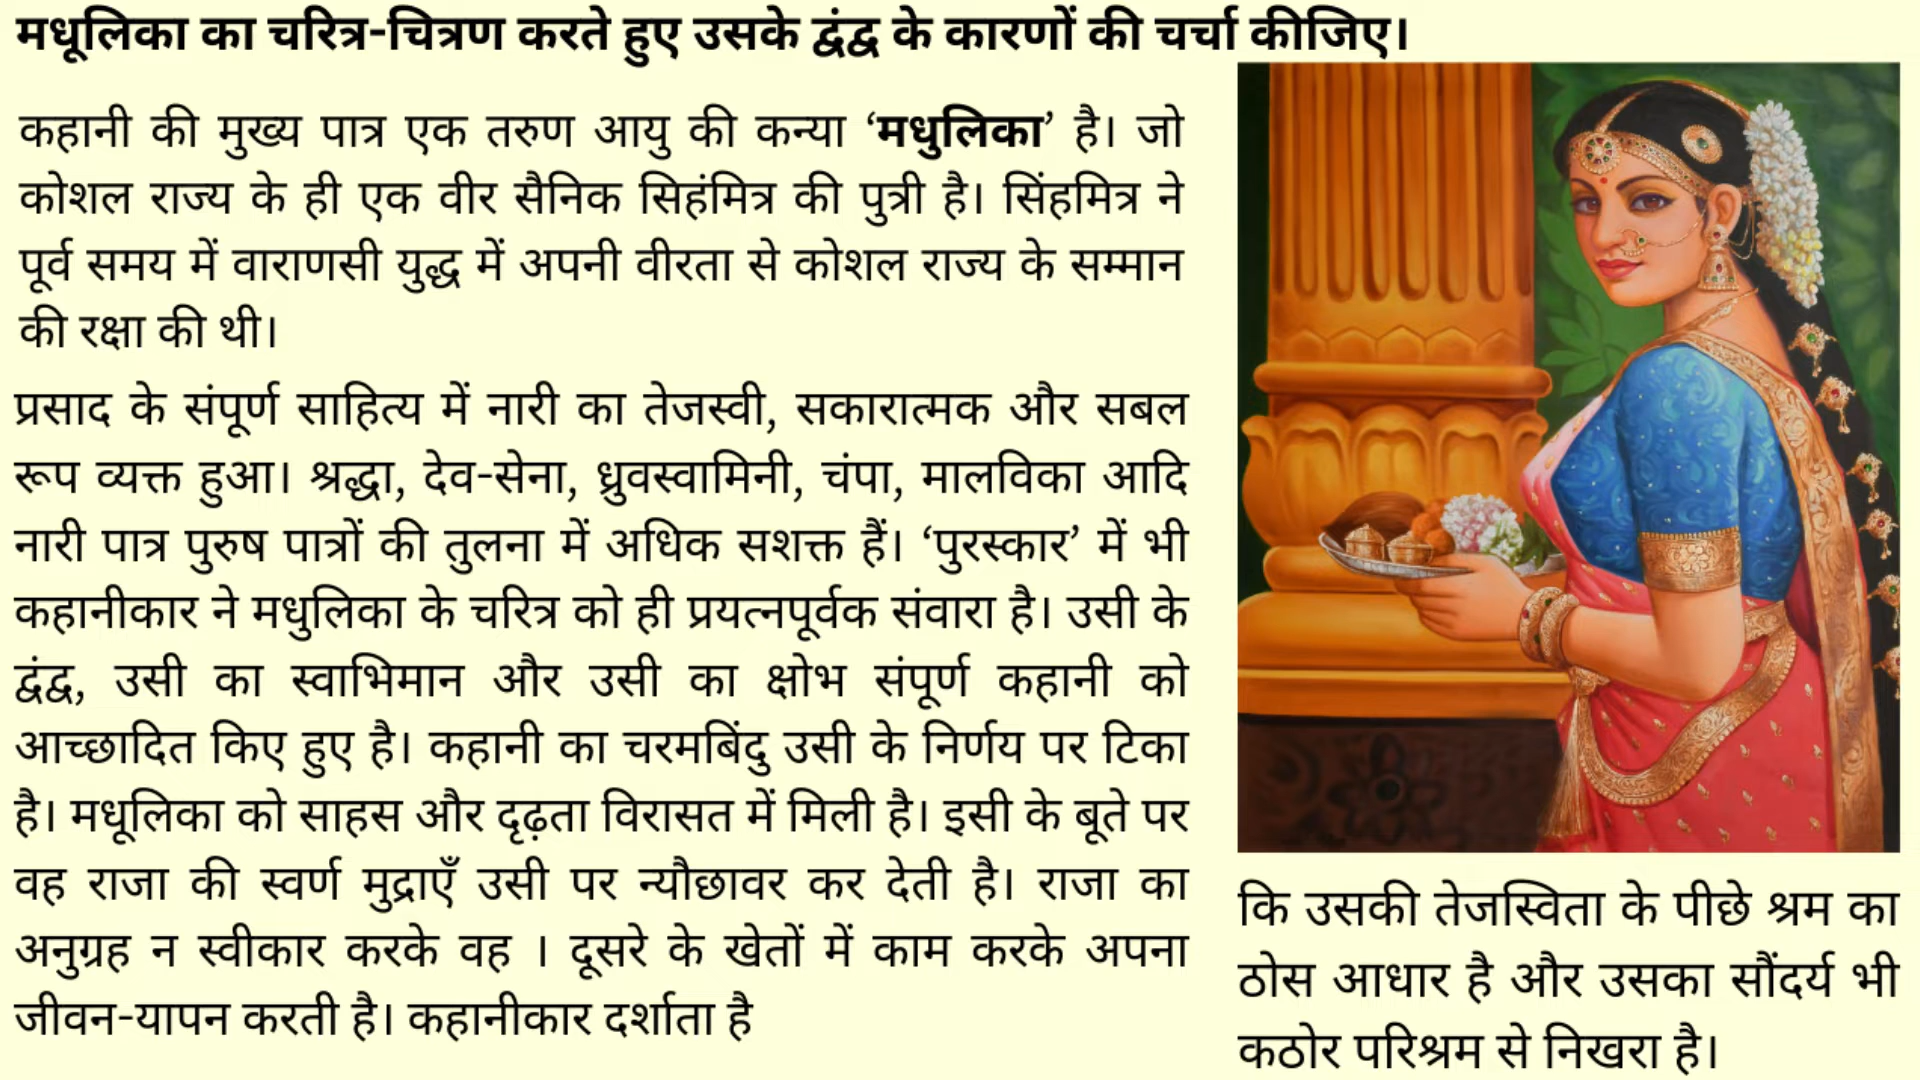 मधूलिका का चरित्र-चित्रण करते हुए उसके द्वंद्व के कारणों की चर्चा कीजिए।
कहानी की मुख्य पात्र एक तरुण आयु की कन्या ‘मधुलिका’ है। जो
कोशल राज्य के ही एक वीर सैनिक सिहंमित्र की पुत्री है। सिंहमित्र ने
पूर्व समय में वाराणसी युद्ध में अपनी वीरता से कोशल राज्य के सम्मान
की रक्षा की थी।
प्रसाद के संपूर्ण साहित्य में नारी का तेजस्वी, सकारात्मक और सबल
रूप व्यक्त हुआ। श्रद्धा, देव-सेना, ध्रुवस्वामिनी, चंपा, मालविका आदि
नारी पात्र पुरुष पात्रों की तुलना में अधिक सशक्त हैं। ‘पुरस्कार’ में भी
कहानीकार ने मधुलिका के चरित्र को ही प्रयत्नपूर्वक संवारा है। उसी के
द्वंद्व, उसी का स्वाभिमान और उसी का क्षोभ संपूर्ण कहानी को
आच्छादित किए हुए है। कहानी का चरमबिंदु उसी के निर्णय पर टिका
है। मधूलिका को साहस और दृढ़ता विरासत में मिली है। इसी के बूते पर
वह राजा की स्वर्ण मुद्राएँ उसी पर न्यौछावर कर देती है। राजा का
अनुग्रह न स्वीकार करके वह । दूसरे के खेतों में काम करके अपना
जीवन-यापन करती है। कहानीकार दर्शाता है
कि उसकी तेजस्विता के पीछे श्रम का
ठोस आधार है और उसका सौंदर्य भी
कठोर परिश्रम से निखरा है।